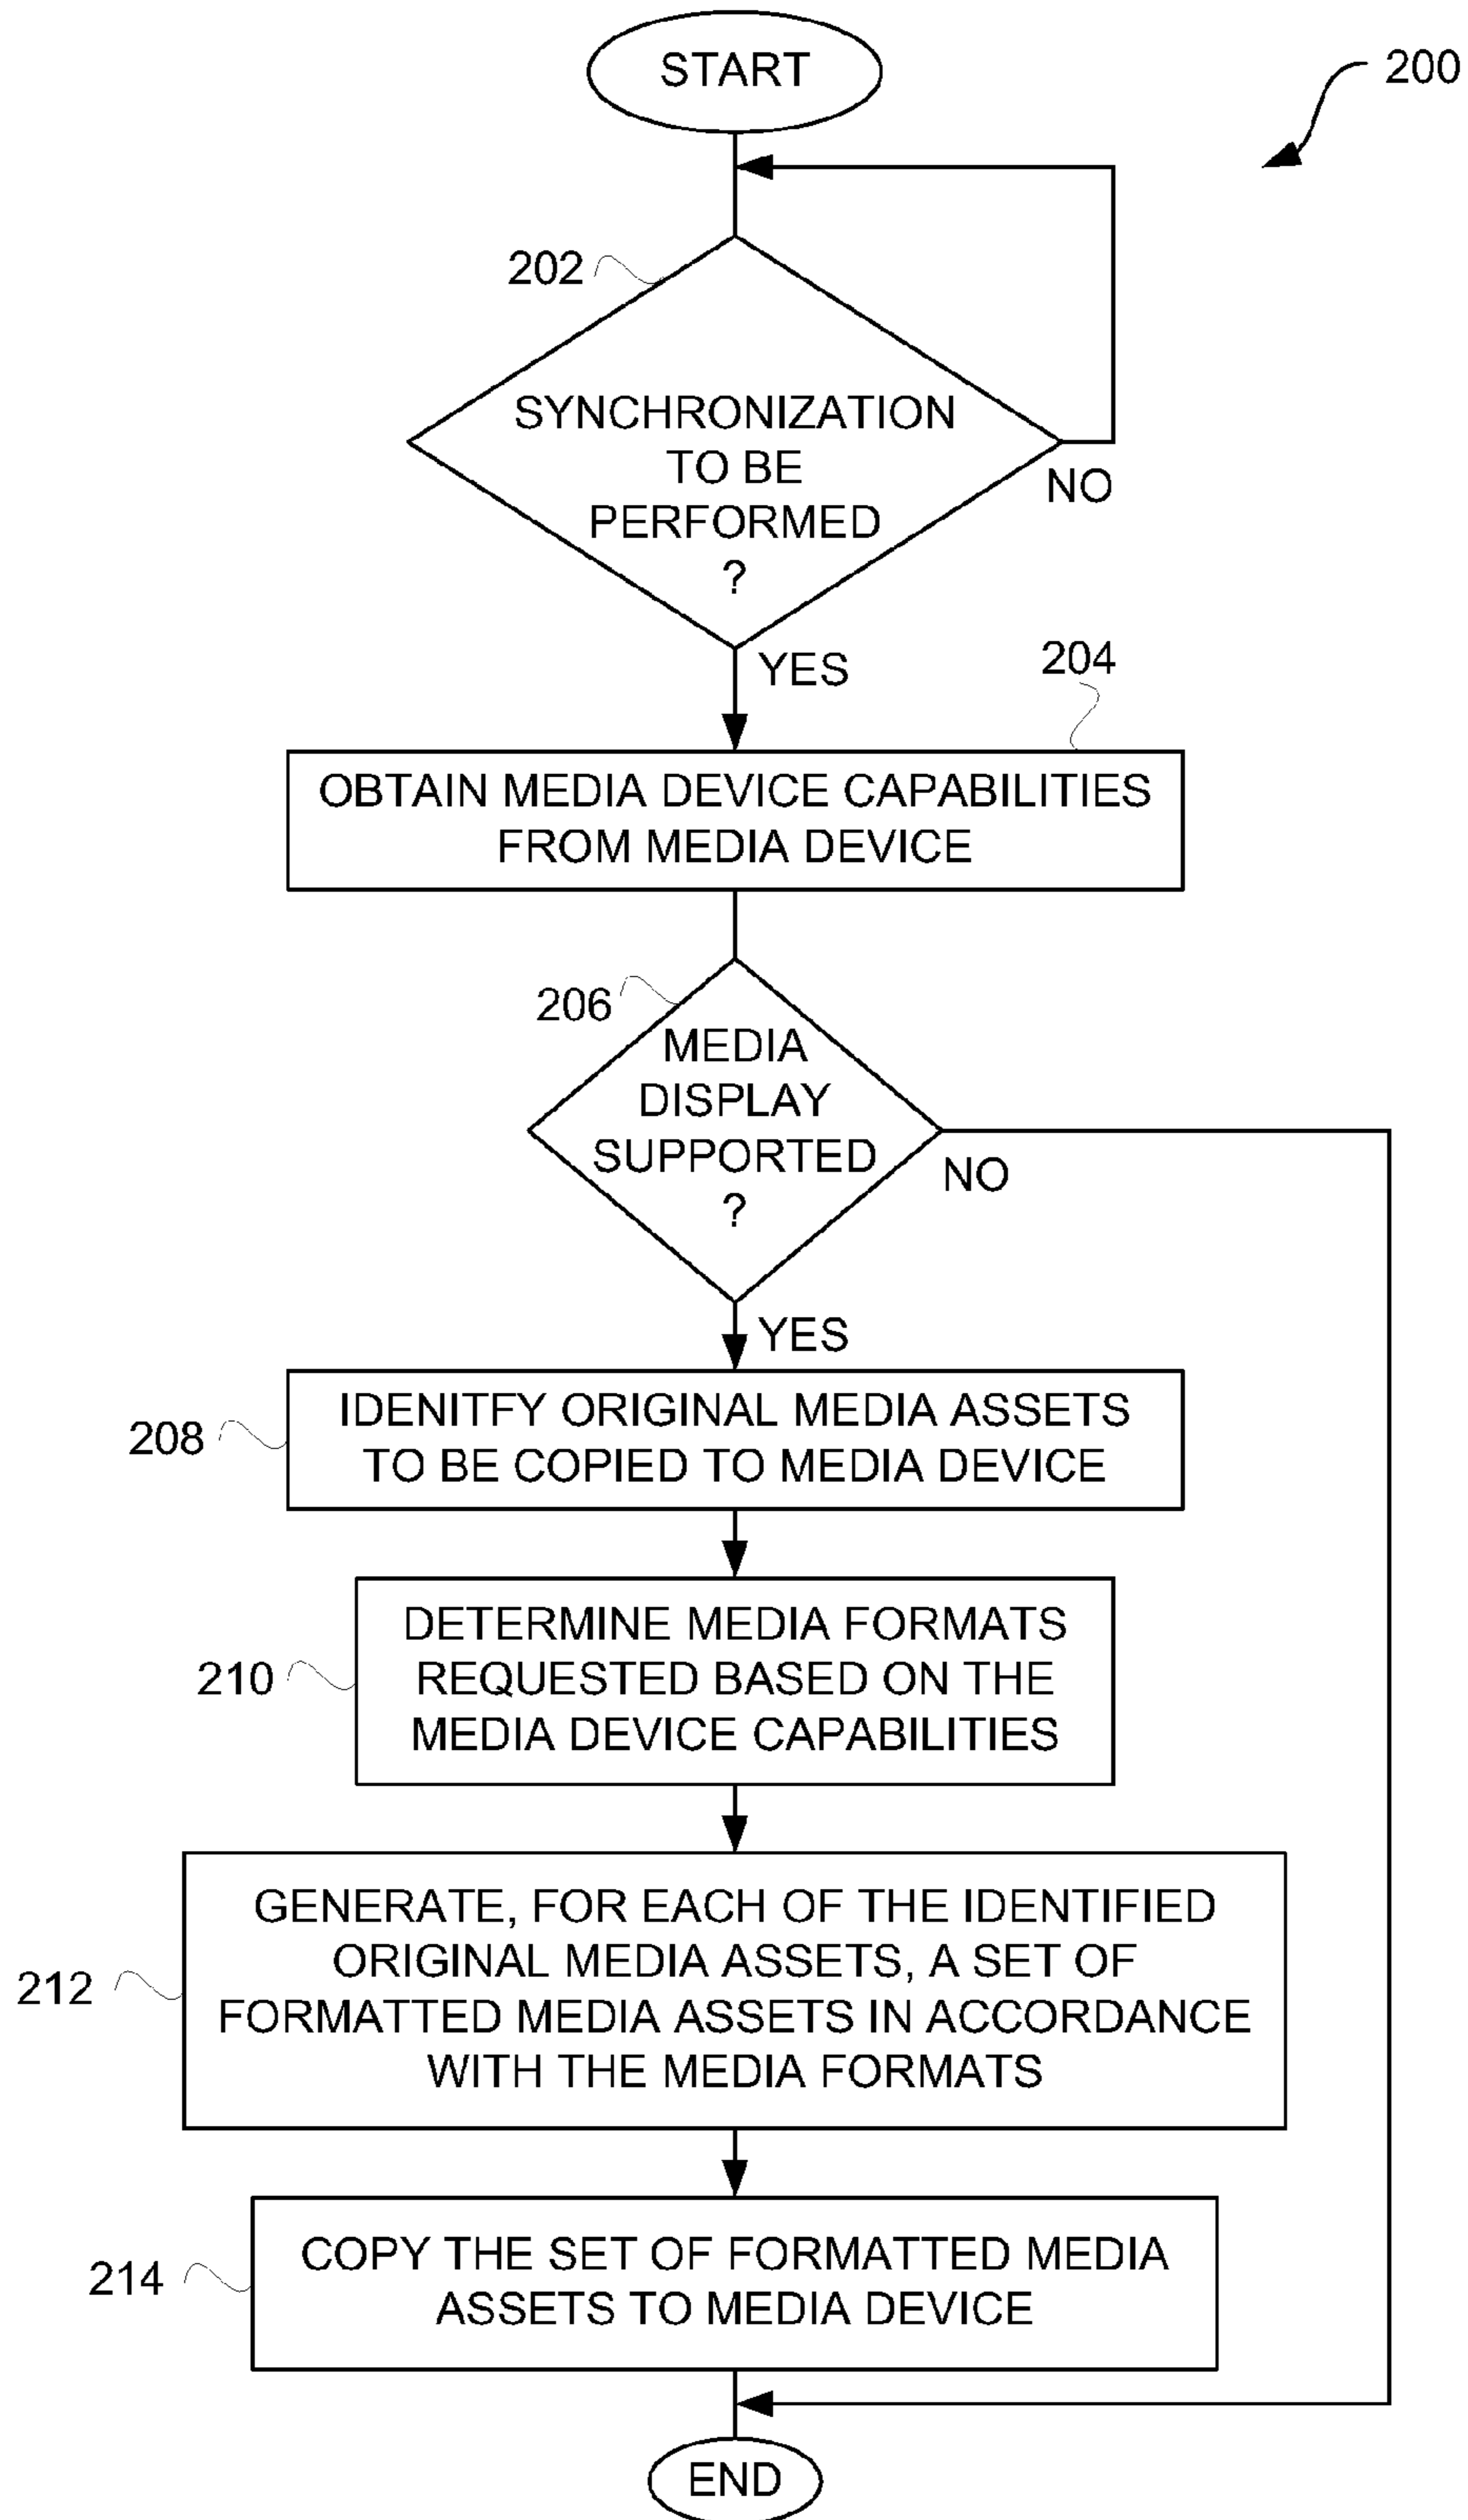 START
200
202
SYNCHRONIZATION
TO BE
PERFORMED
?
NO
YES
204
OBTAIN MEDIA DEVICE CAPABILITIES
FROM MEDIA DEVICE
206
MEDIA
DISPLAY
SUPPORTED
?
NO
YES
208
IDENITFY ORIGINAL MEDIA ASSETS
TO BE COPIED TO MEDIA DEVICE
210
DETERMINE MEDIA FORMATS
REQUESTED BASED ON THE
MEDIA DEVICE CAPABILITIES
212
GENERATE, FOR EACH OF THE IDENTIFIED
ORIGINAL MEDIA ASSETS, A SET OF
FORMATTED MEDIA ASSETS IN ACCORDANCE
WITH THE MEDIA FORMATS
214
COPY THE SET OF FORMATTED MEDIA
ASSETS TO MEDIA DEVICE
END